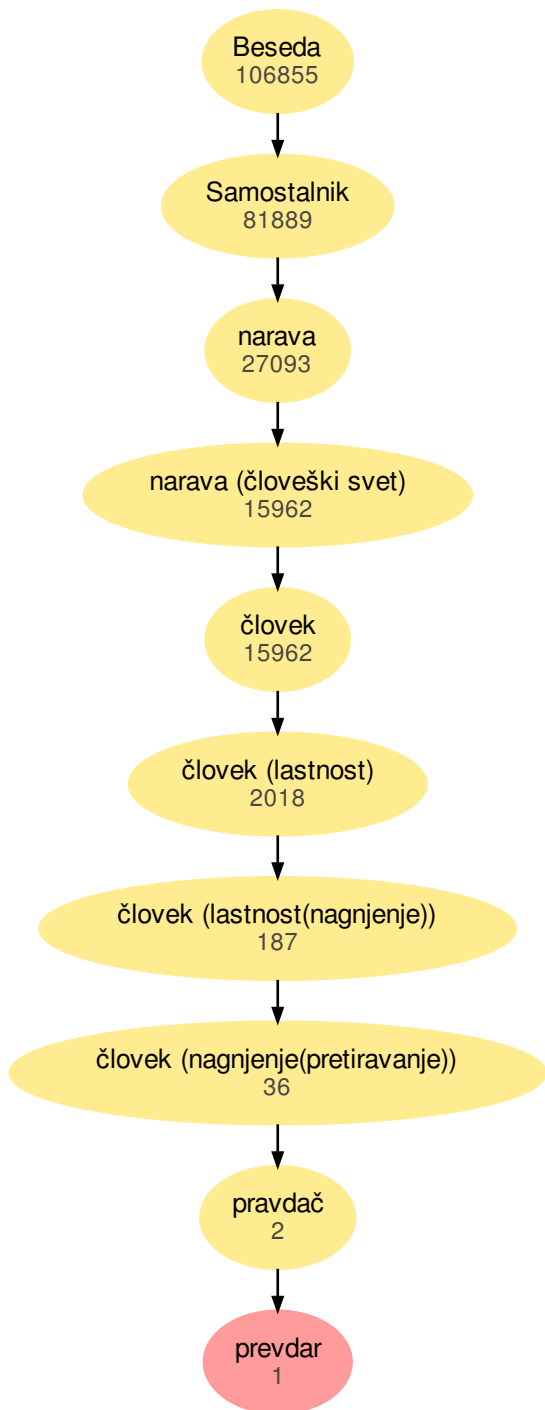 Beseda
106855
Samostalnik
81889
narava
27093
narava (človeški svet)
15962
človek
15962
človek (lastnost)
2018
človek (lastnost(nagnjenje))
187
človek (nagnjenje(pretiravanje))
36
pravdač
2
prevdar
1